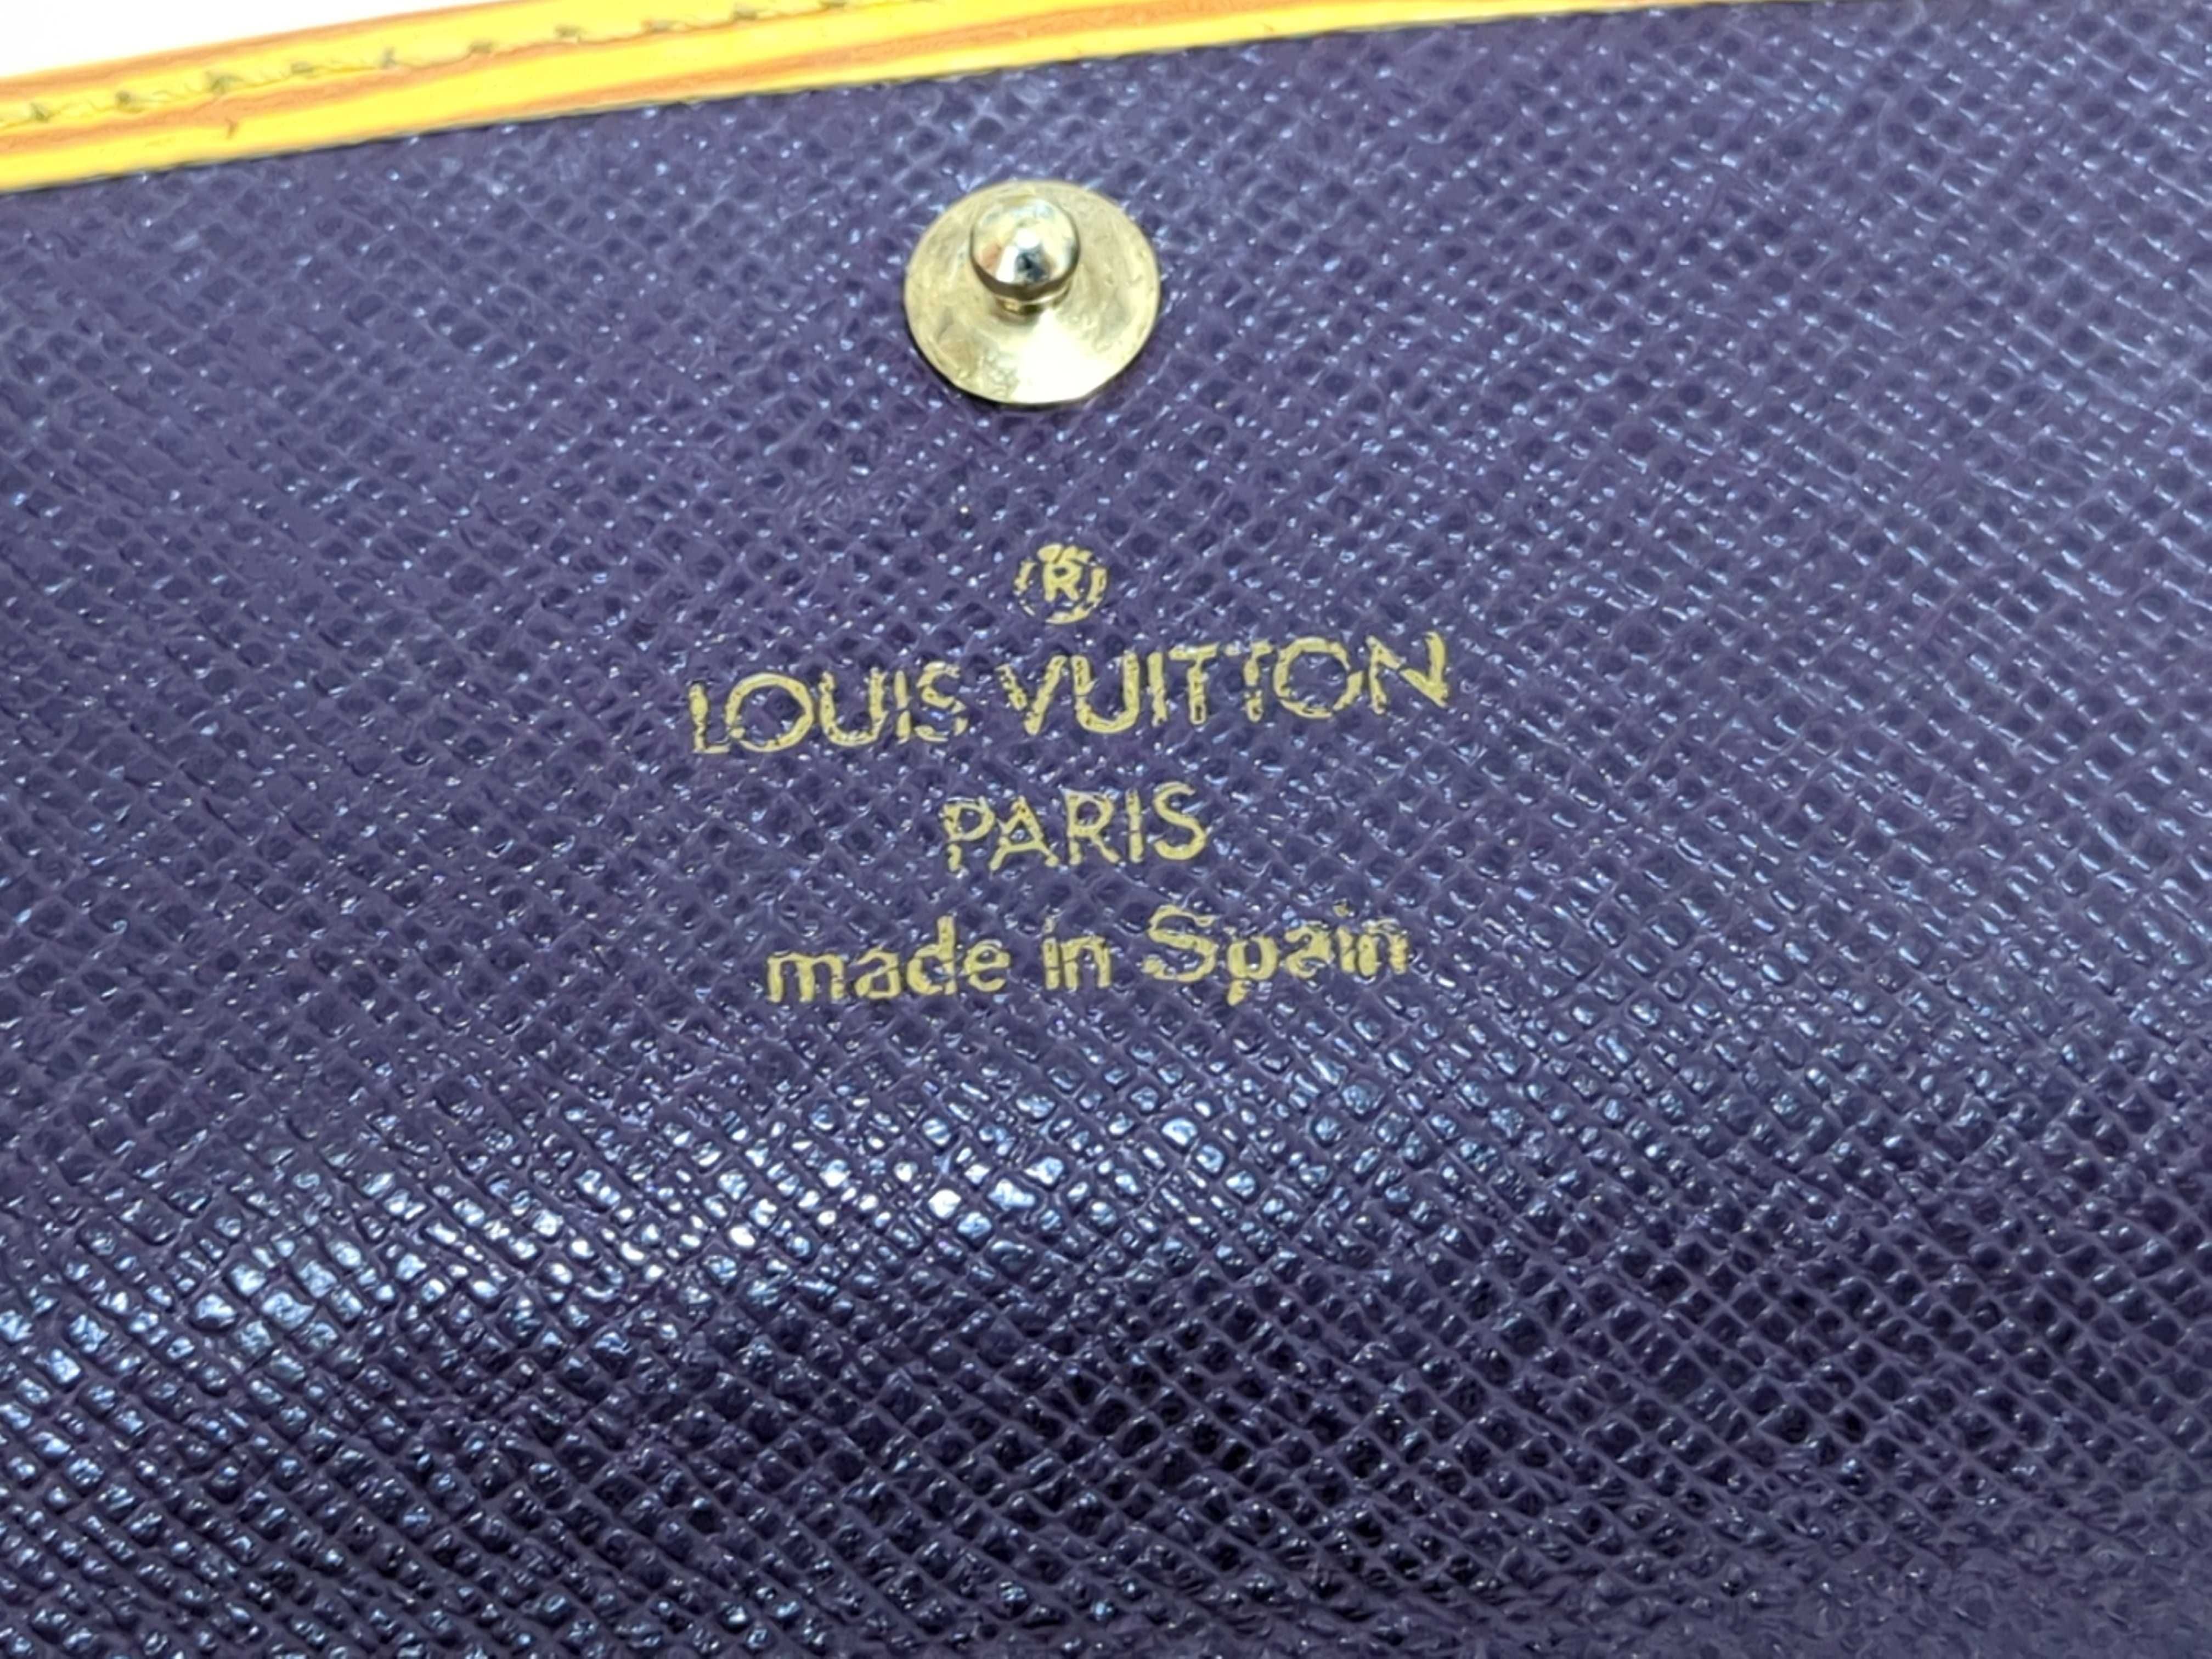 ®
LOUIS VUITTON
PARIS
made in Spain